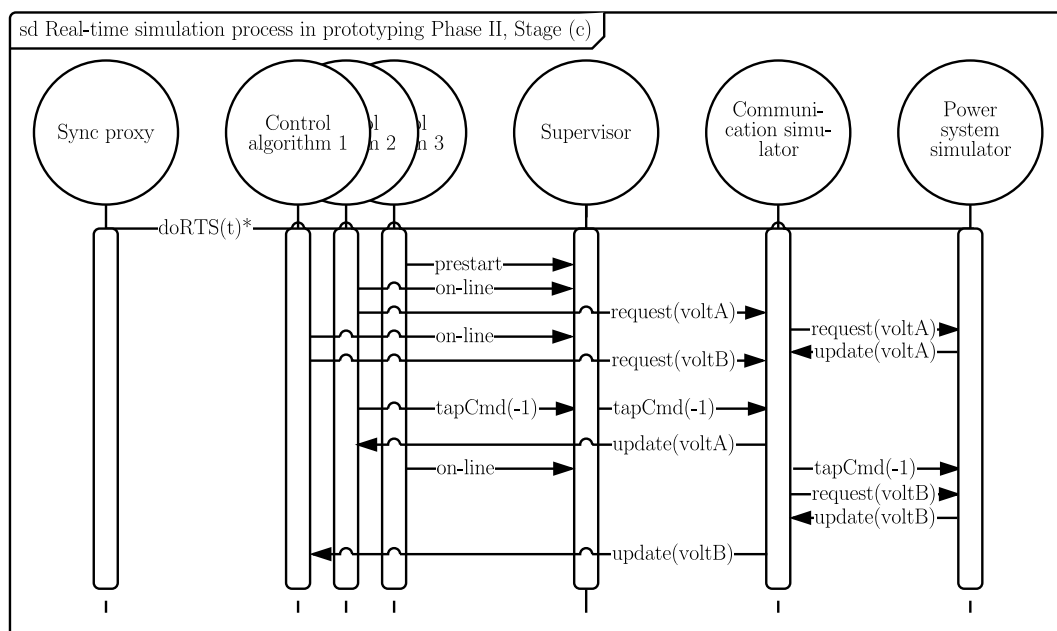 sd Real-time simulation process in prototyping Phase II, Stage (c)
Sync proxy
Control
algorithm 1
ol
m 2
ol
m 3
Supervisor
Communi-
cation simu-
lator
Power
system
simulator
doRTS(t)*
prestart
on-line
request(voltA)
request(voltA)
on-line
update(voltA)
request(voltB)
tapCmd(-1)
tapCmd(-1)
update(voltA)
on-line
tapCmd(-1)
request(voltB)
update(voltB)
update(voltB)